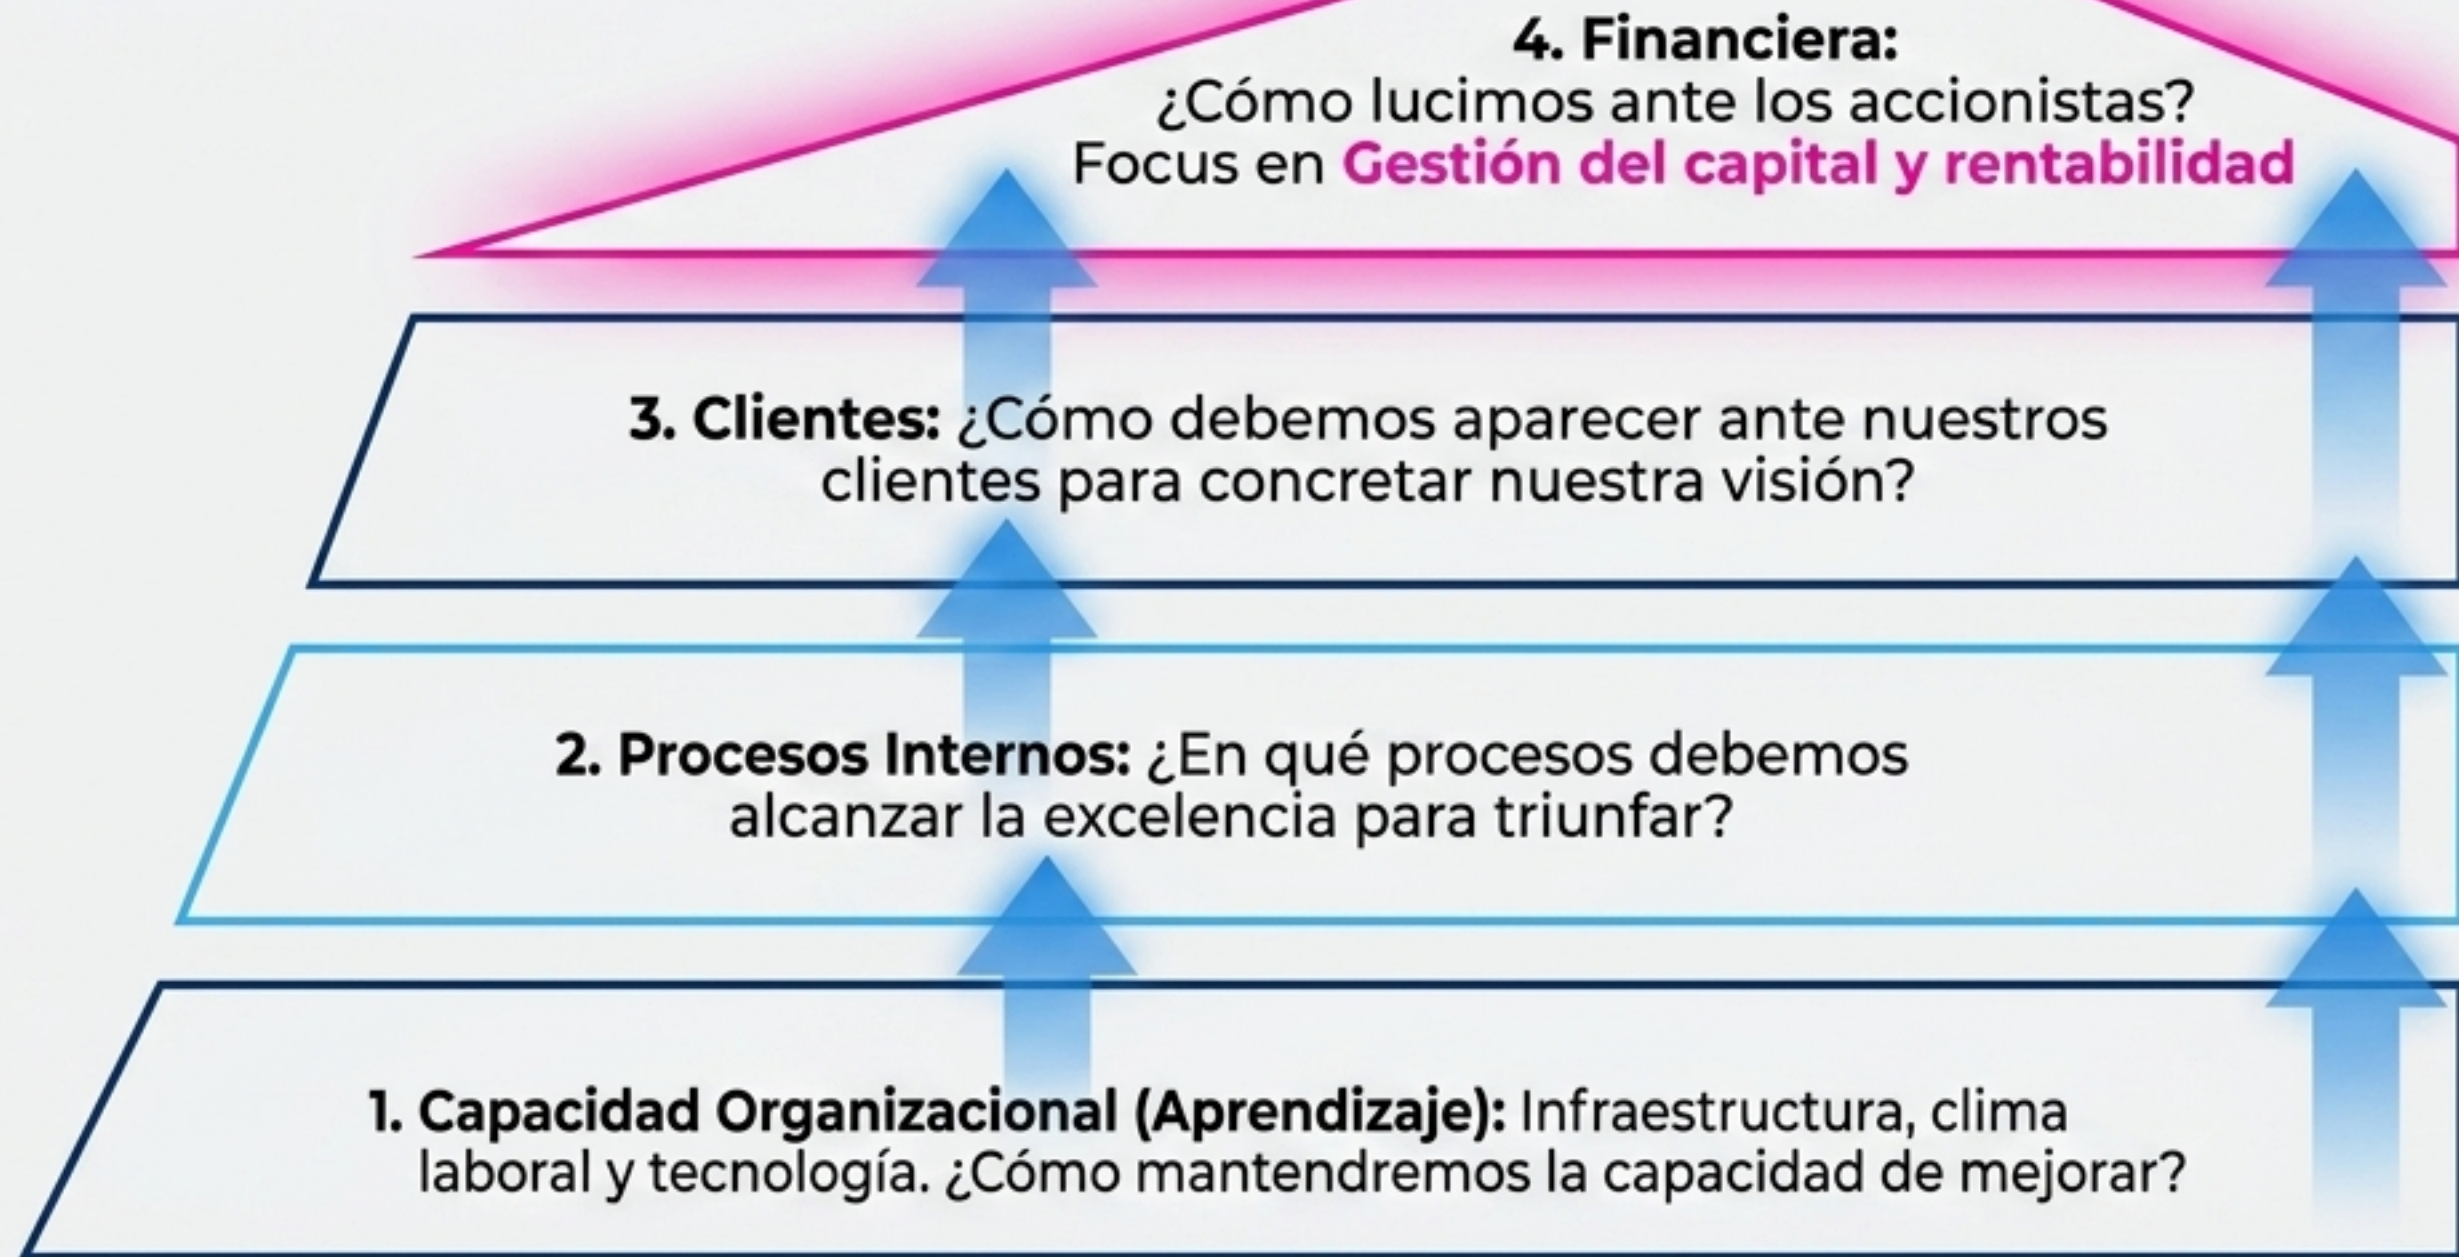 4. Financiera:
¿Cómo lucimos ante los accionistas?
Focus en Gestión del capital y rentabilidad
3. Clientes: ¿Cómo debemos aparecer ante nuestros
clientes para concretar nuestra visión?
2. Procesos Internos: ¿En qué procesos debemos
alcanzar la excelencia para triunfar?
1. Capacidad Organizacional (Aprendizaje): Infraestructura, clima
laboral y tecnología. ¿Cómo mantendremos la capacidad de mejorar?